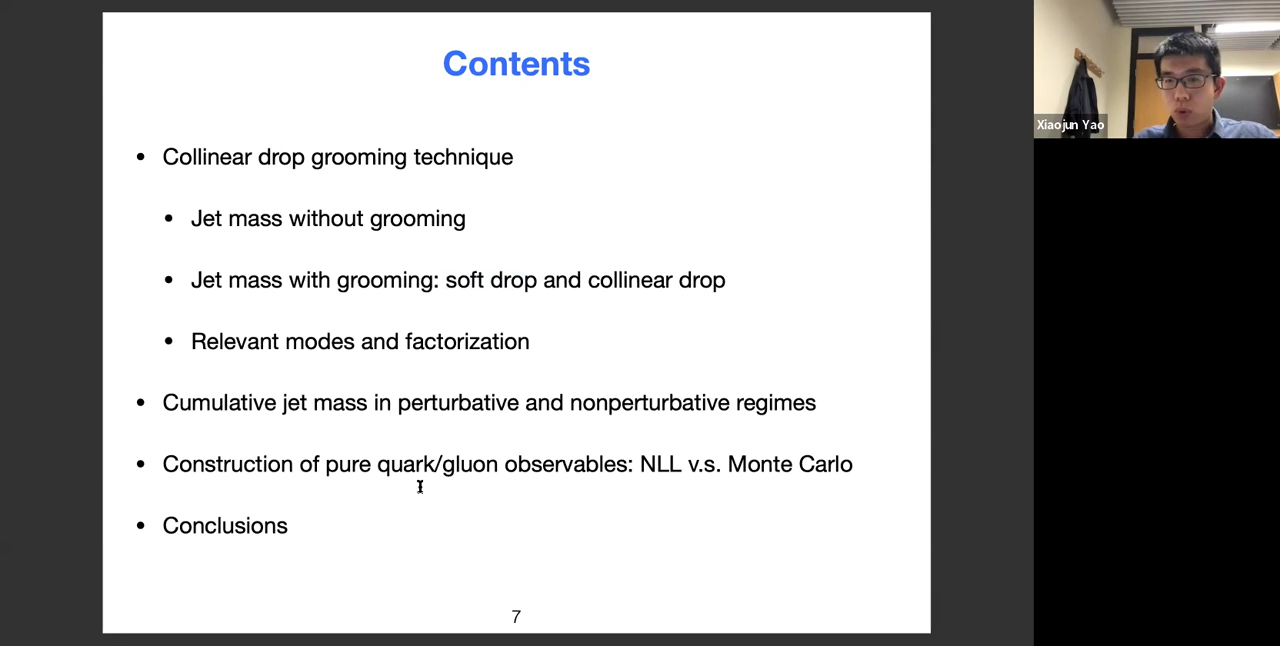 Contents
• Collinear drop grooming technique
• Jet mass without grooming
• Jet mass with grooming: soft drop and collinear drop
• Relevant modes and factorization
• Cumulative jet mass in perturbative and nonperturbative regimes
• Construction of pure quark/gluon observables: NLL v.s. Monte Carlo
• Conclusions
7
Xiaojun Yao